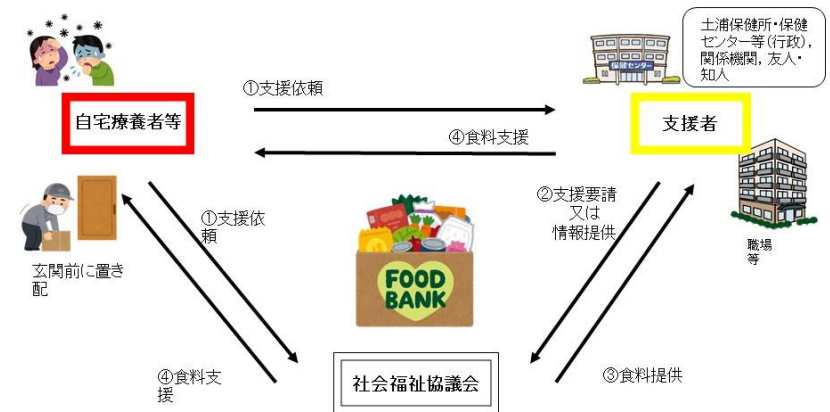 土浦保健所・保健
センター等(行政),
関係機関, 友人・
知人
保健センター
①支援依頼
自宅療養者等
支援者
④食料支援
①支援依
頼
②支援要請
又は
情報提供
職場
等
玄関前に置き
配
FOOD
BANK
④食料支
援
社会福祉協議会
③食料提供